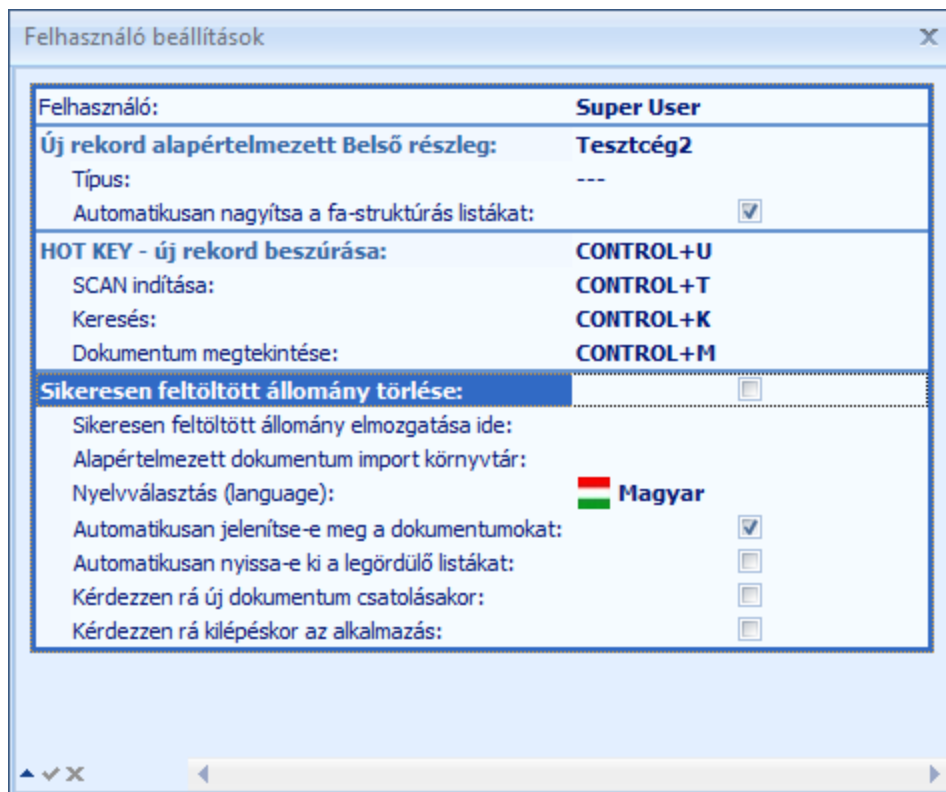 Felhasználó beállítások
Felhasználó: Super User
Új rekord alapértelmezett Belső részleg: Tesztcég2
Típus: ---
Automatikusan nagyítsa a fa-struktúrás listákat:
HOT KEY - új rekord beszúrása: CONTROL+U
SCAN indítása: CONTROL+T
Keresés: CONTROL+K
Dokumentum megtekintése: CONTROL+M
Sikeresen feltöltött állomány törlése:
Sikeresen feltöltött állomány elmozgatása ide:
Alapértelmezett dokumentum import környvtár:
Nyelvválasztás (language): Magyar
Automatikusan jelenítse-e meg a dokumentumokat:
Automatikusan nyissa-e ki a legördülő listákat:
Kérdezzen rá új dokumentum csatolásakor:
Kérdezzen rá kilépéskor az alkalmazás: